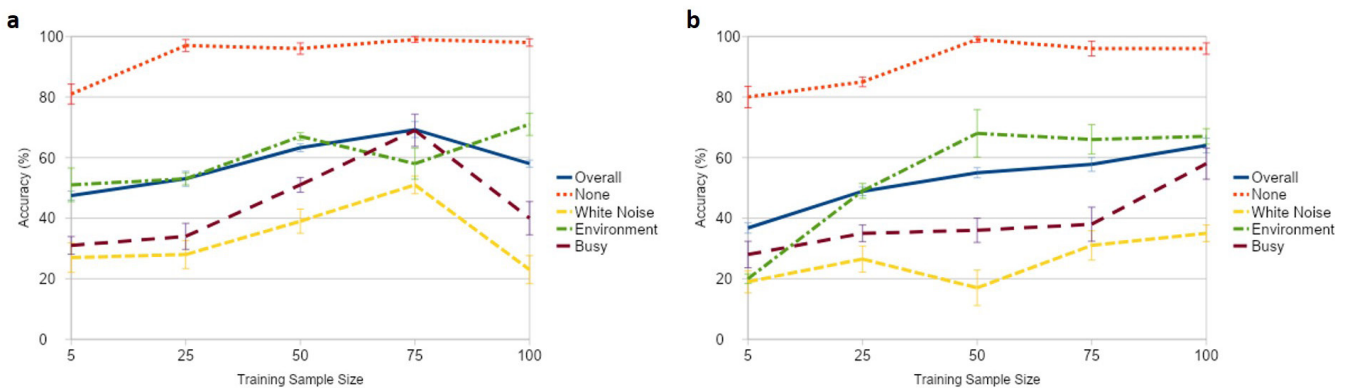 a
100
80
60
40
20
0
Accuracy (%)
5 25 50 75 100
Training Sample Size
Overall
None
White Noise
Environment
Busy
b
100
80
60
40
20
0
Accuracy (%)
5 25 50 75 100
Training Sample Size
Overall
None
White Noise
Environment
Busy